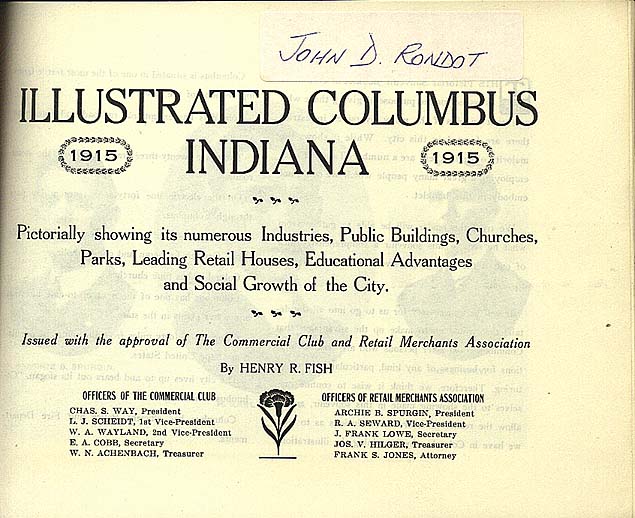 JOHN D. RONDOT
ILLUSTRATED COLUMBUS
1915 INDIANA 1915
Pictorially showing its numerous Industries, Public Buildings, Churches,
Parks, Leading Retail Houses, Educational Advantages
and Social Growth of the City.
Issued with the approval of The Commercial Club and Retail Merchants Association
By HENRY R. FISH
OFFICERS OF THE COMMERCIAL CLUB
CHAS. S. WAY, President
L. J. SCHEIDT, 1st Vice-President
W. A. WAYLAND, 2nd Vice-President
E. A. COBB, Secretary
W. N. ACHENBACH, Treasurer
OFFICERS OF RETAIL MERCHANTS ASSOCIATION
ARCHIE B. SPURGIN, President
R. A. SEWARD, Vice-President
J. FRANK LOWE, Secretary
JOS. V. HILGER, Treasurer
FRANK S. JONES, Attorney